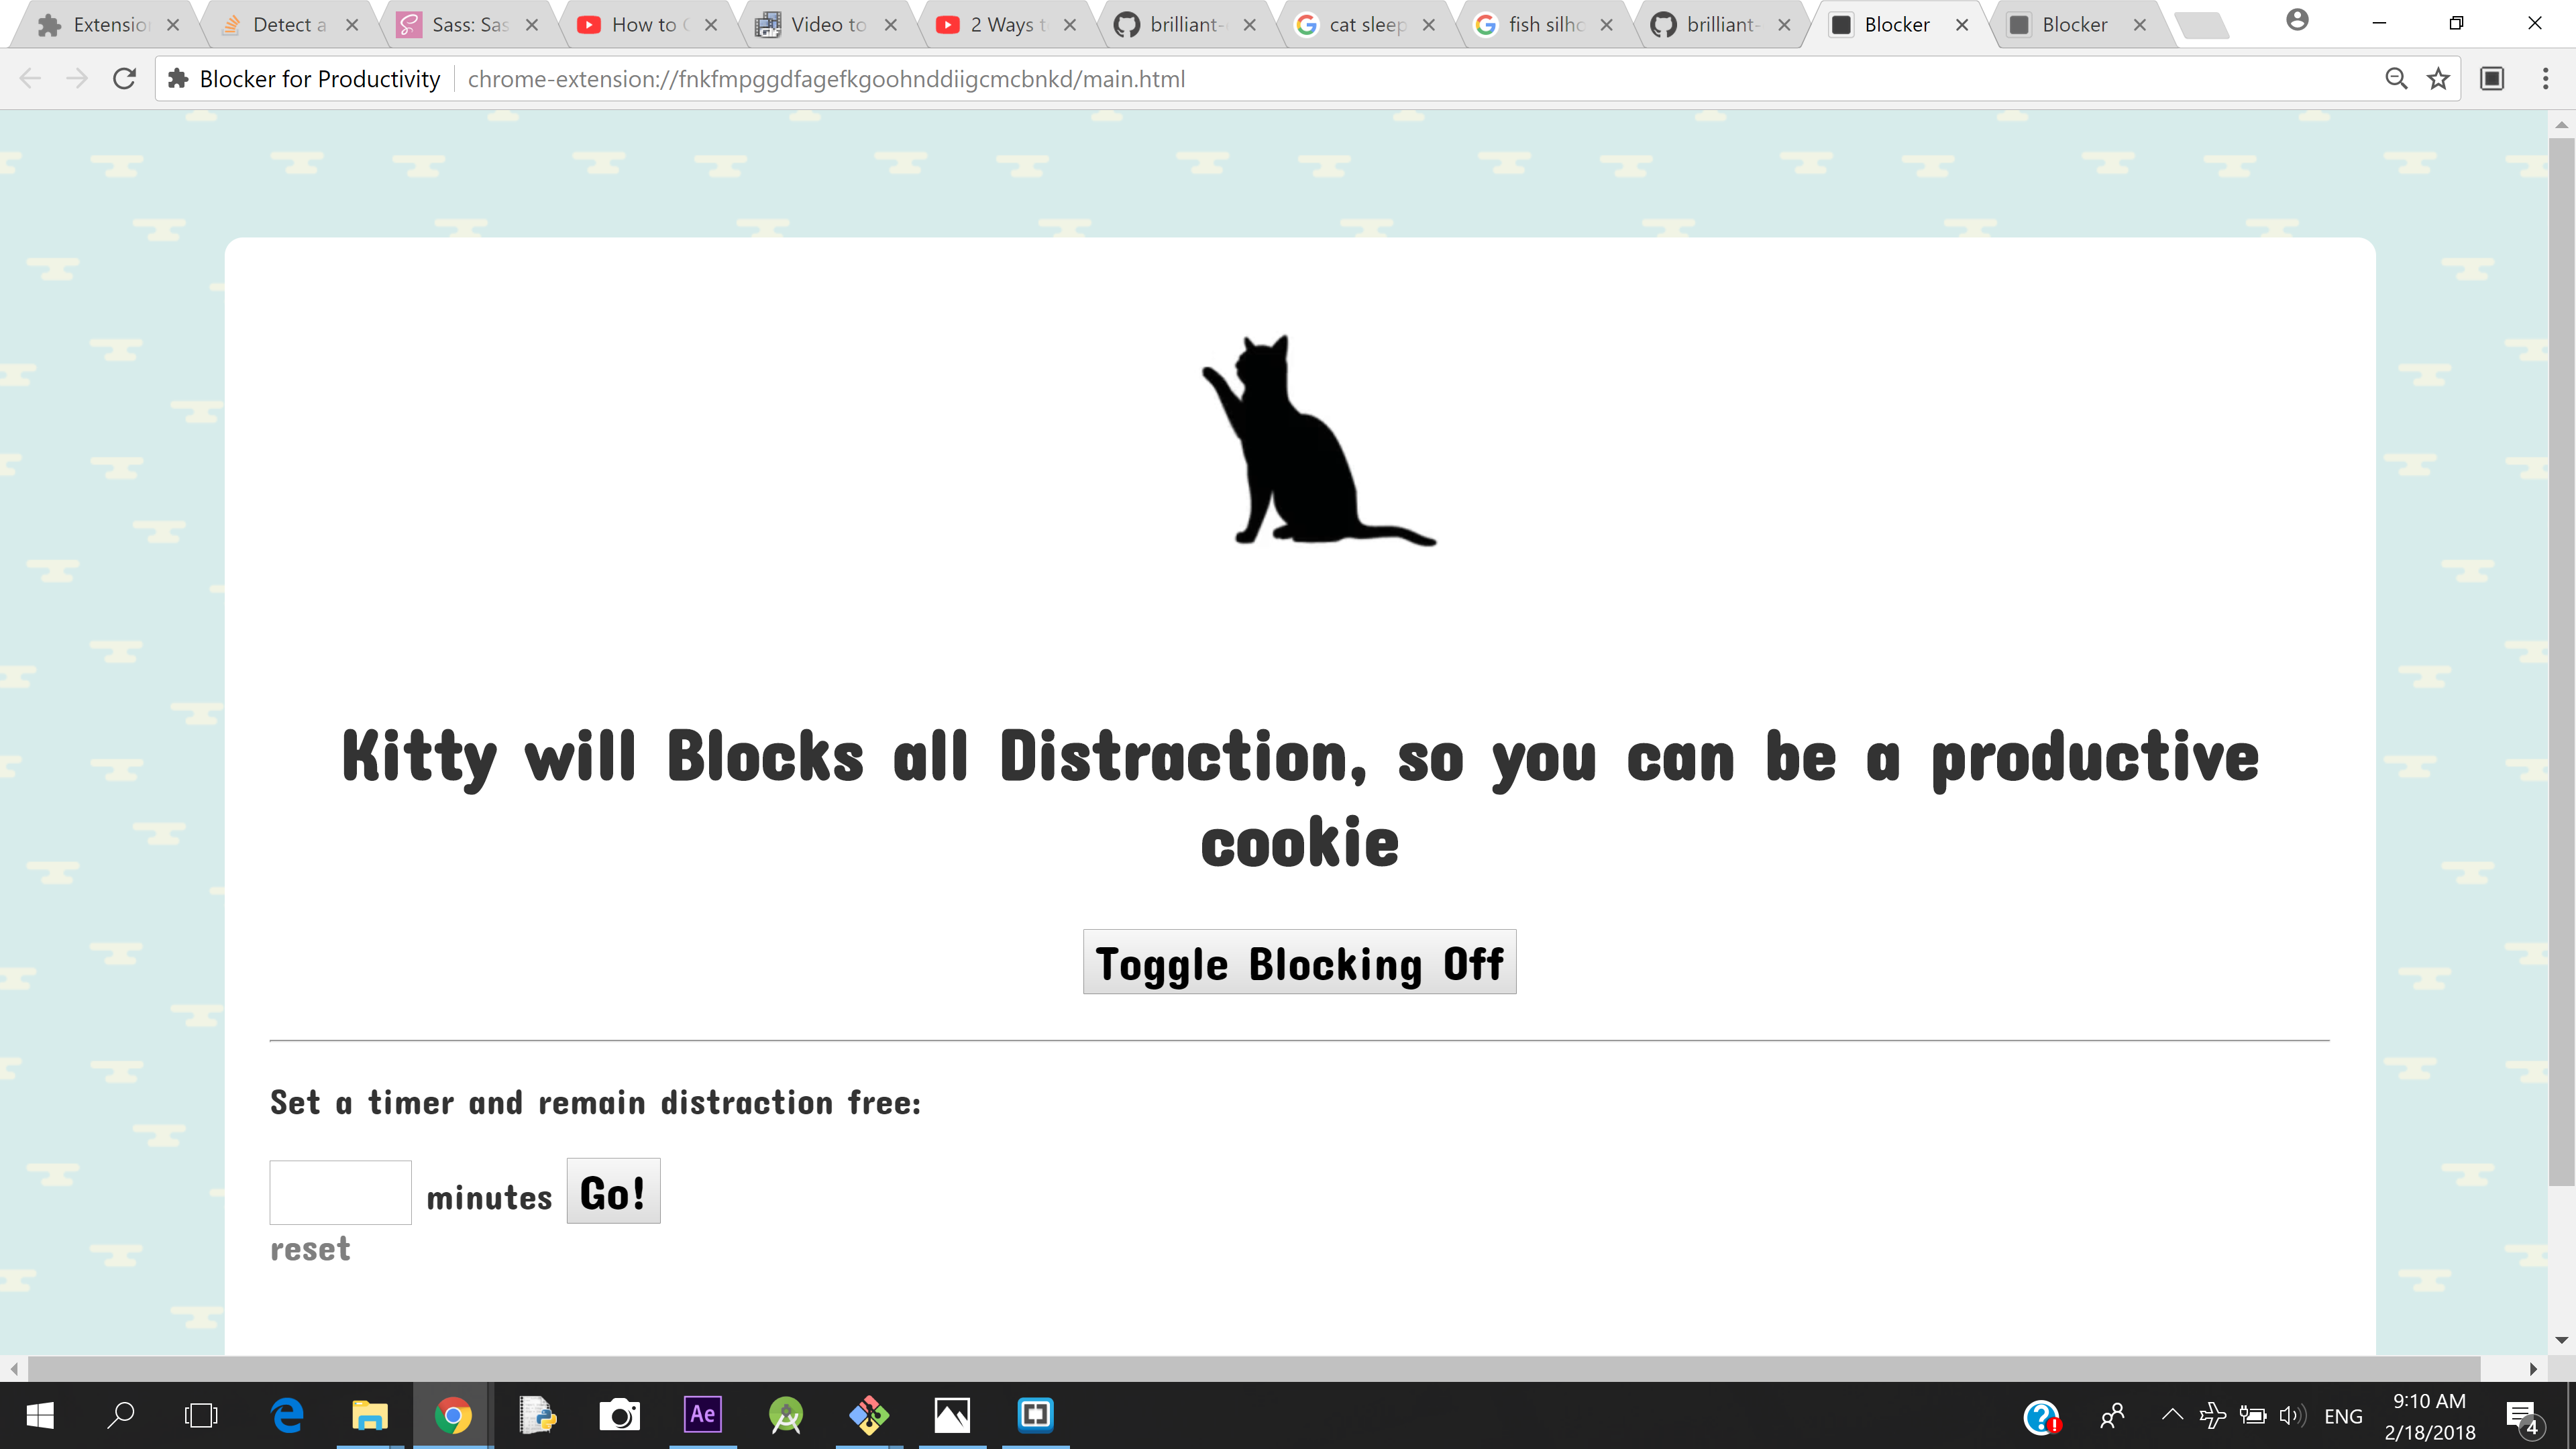 Extension
Detect a
Sass: Sas
How to C
Video to
2 Ways t
brilliant-
cat sleep
fish silho
brilliant-
Blocker
Blocker
Blocker for Productivity
chrome-extension://fnkfmpggdfagefkgoohnddiigcmcbnkd/main.html
Kitty will Blocks all Distraction, so you can be a productive
cookie
Toggle Blocking Off
Set a timer and remain distraction free:
minutes Go!
reset
Ae
ENG
9:10 AM
2/18/2018
4